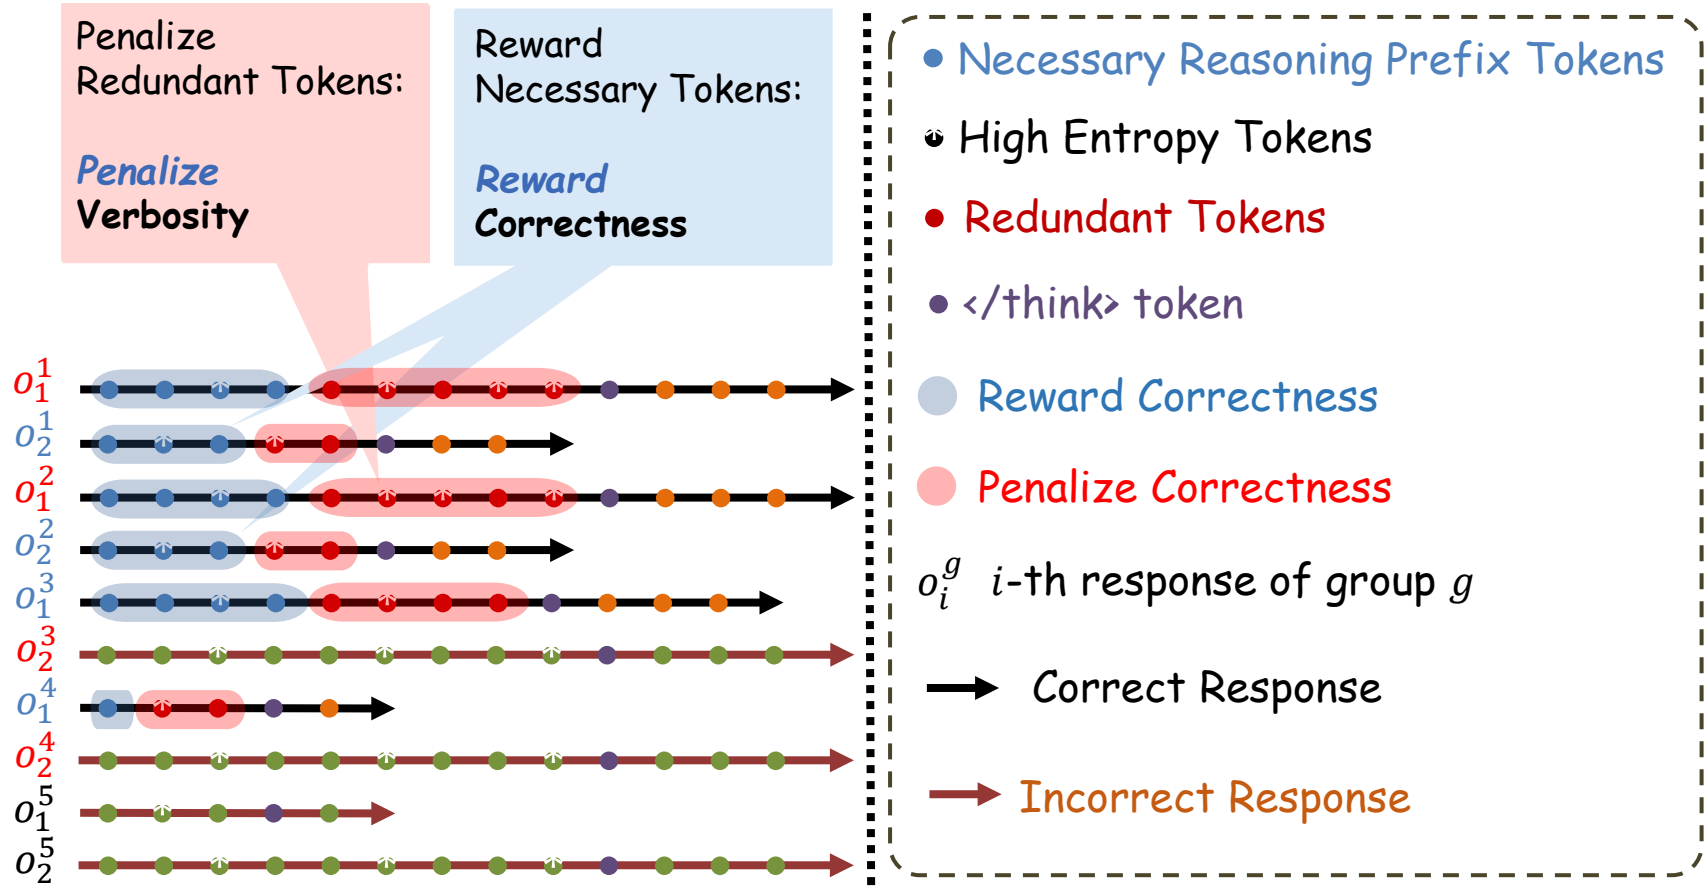 Penalize
Redundant Tokens:
Penalize
Verbosity
Reward
Necessary Tokens:
Reward
Correctness
o_1^1
o_2^1
o_1^2
o_2^2
o_1^3
o_2^3
o_1^4
o_2^4
o_1^5
o_2^5
Necessary Reasoning Prefix Tokens
High Entropy Tokens
Redundant Tokens
</think> token
Reward Correctness
Penalize Correctness
o_i^g i-th response of group g
Correct Response
Incorrect Response